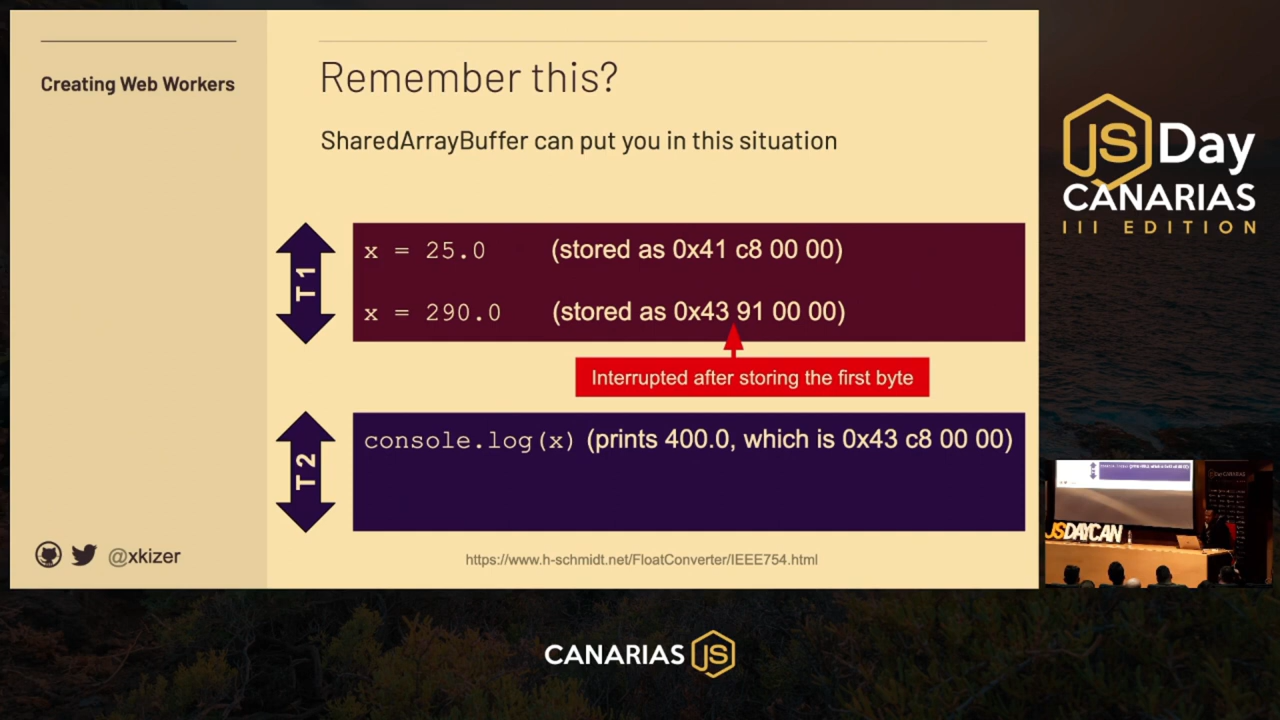 Creating Web Workers
Remember this?
SharedArrayBuffer can put you in this situation
T1
x = 25.0 (stored as 0x41 c8 00 00)
x = 290.0 (stored as 0x43 91 00 00)
Interrupted after storing the first byte
T2
console.log(x) (prints 400.0, which is 0x43 c8 00 00)
@xkizer
https://www.h-schmidt.net/FloatConverter/IEEE754.html
JS Day
CANARIAS
III EDITION
JSDAYCAN
CANARIAS JS